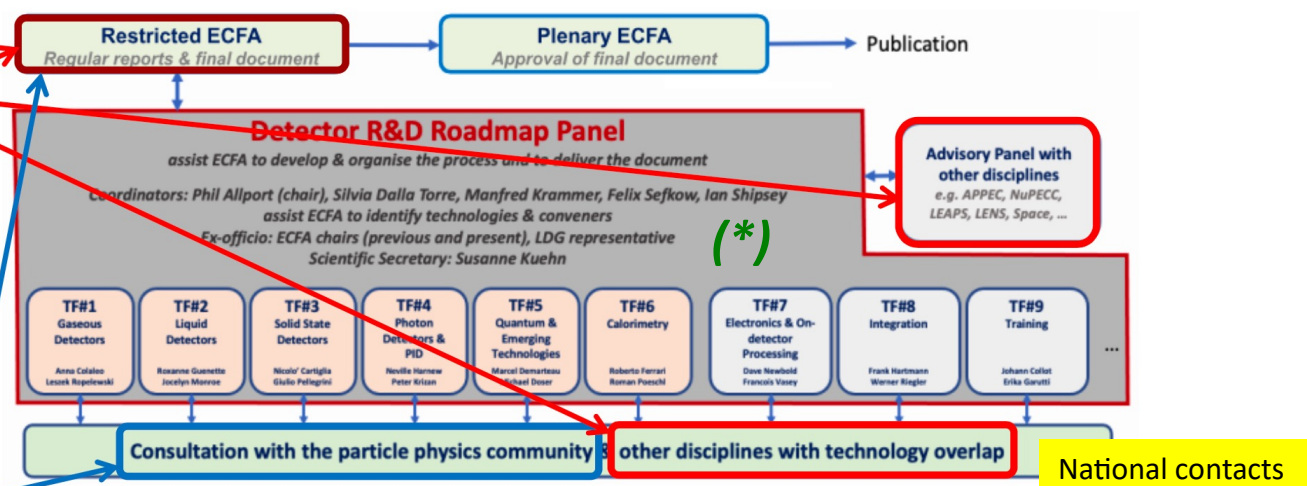 Restricted ECFA
Regular reports & final document
Plenary ECFA
Approval of final document
Publication
Detector R&D Roadmap Panel
assist ECFA to develop & organise the process and to deliver the document
Coordinators: Phil Allport (chair), Silvia Dalla Torre, Manfred Krammer, Felix Sefkow, Ian Shipsey
assist ECFA to identify technologies & conveners
Ex-officio: ECFA chairs (previous and present), LDG representative
Scientific Secretary: Susanne Kuehn
(*)
Advisory Panel with
other disciplines
e.g. APPEC, NuPECC,
LEAPS, LENS, Space, ...
TF#1
Gaseous
Detectors
Anna Colaleo
Leszek Ropelewski
TF#2
Liquid
Detectors
Roxanne Guenette
Jocelyn Monroe
TF#3
Solid State
Detectors
Nicolo' Cartiglia
Giulio Pellegrini
TF#4
Photon
Detectors &
PID
Neville Harnew
Peter Krizan
TF#5
Quantum &
Emerging
Technologies
Marcel Demarteau
Michael Doser
TF#6
Calorimetry
Roberto Ferrari
Roman Poeschl
TF#7
Electronics & On-
detector
Processing
Dave Newbold
Francois Vasey
TF#8
Integration
Frank Hartmann
Werner Riegler
TF#9
Training
Johann Collot
Erika Garutti
...
Consultation with the particle physics community & other disciplines with technology overlap
National contacts